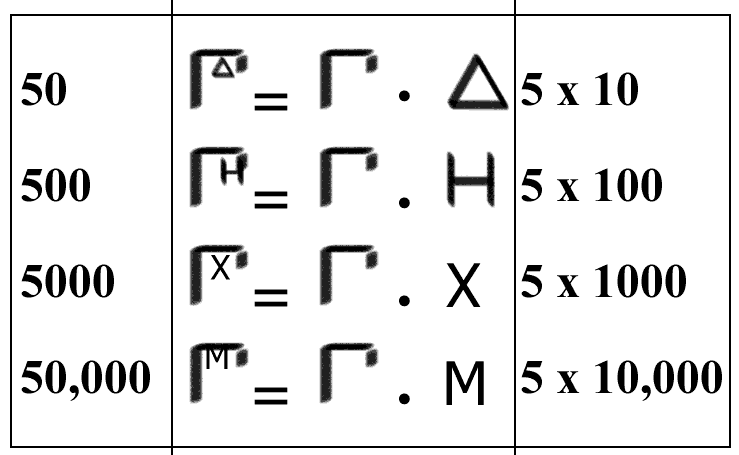 50 𐅄 = 𐅃 · Δ 5 x 10
500 𐅅 = 𐅃 · H 5 x 100
5000 𐅆 = 𐅃 · X 5 x 1000
50,000 𐅇 = 𐅃 · M 5 x 10,000